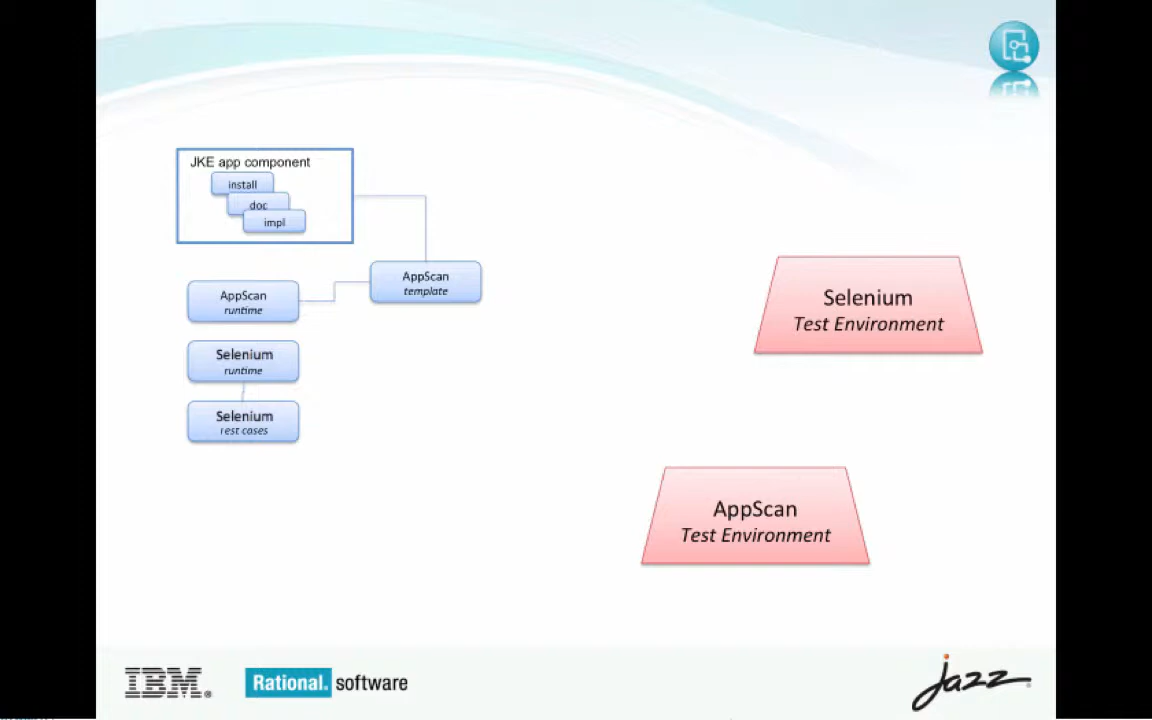 JKE app component
install
doc
impl
AppScan
template
AppScan
runtime
Selenium
runtime
Selenium
Test cases
Selenium
Test Environment
AppScan
Test Environment
IBM®
Rational. software
jazz